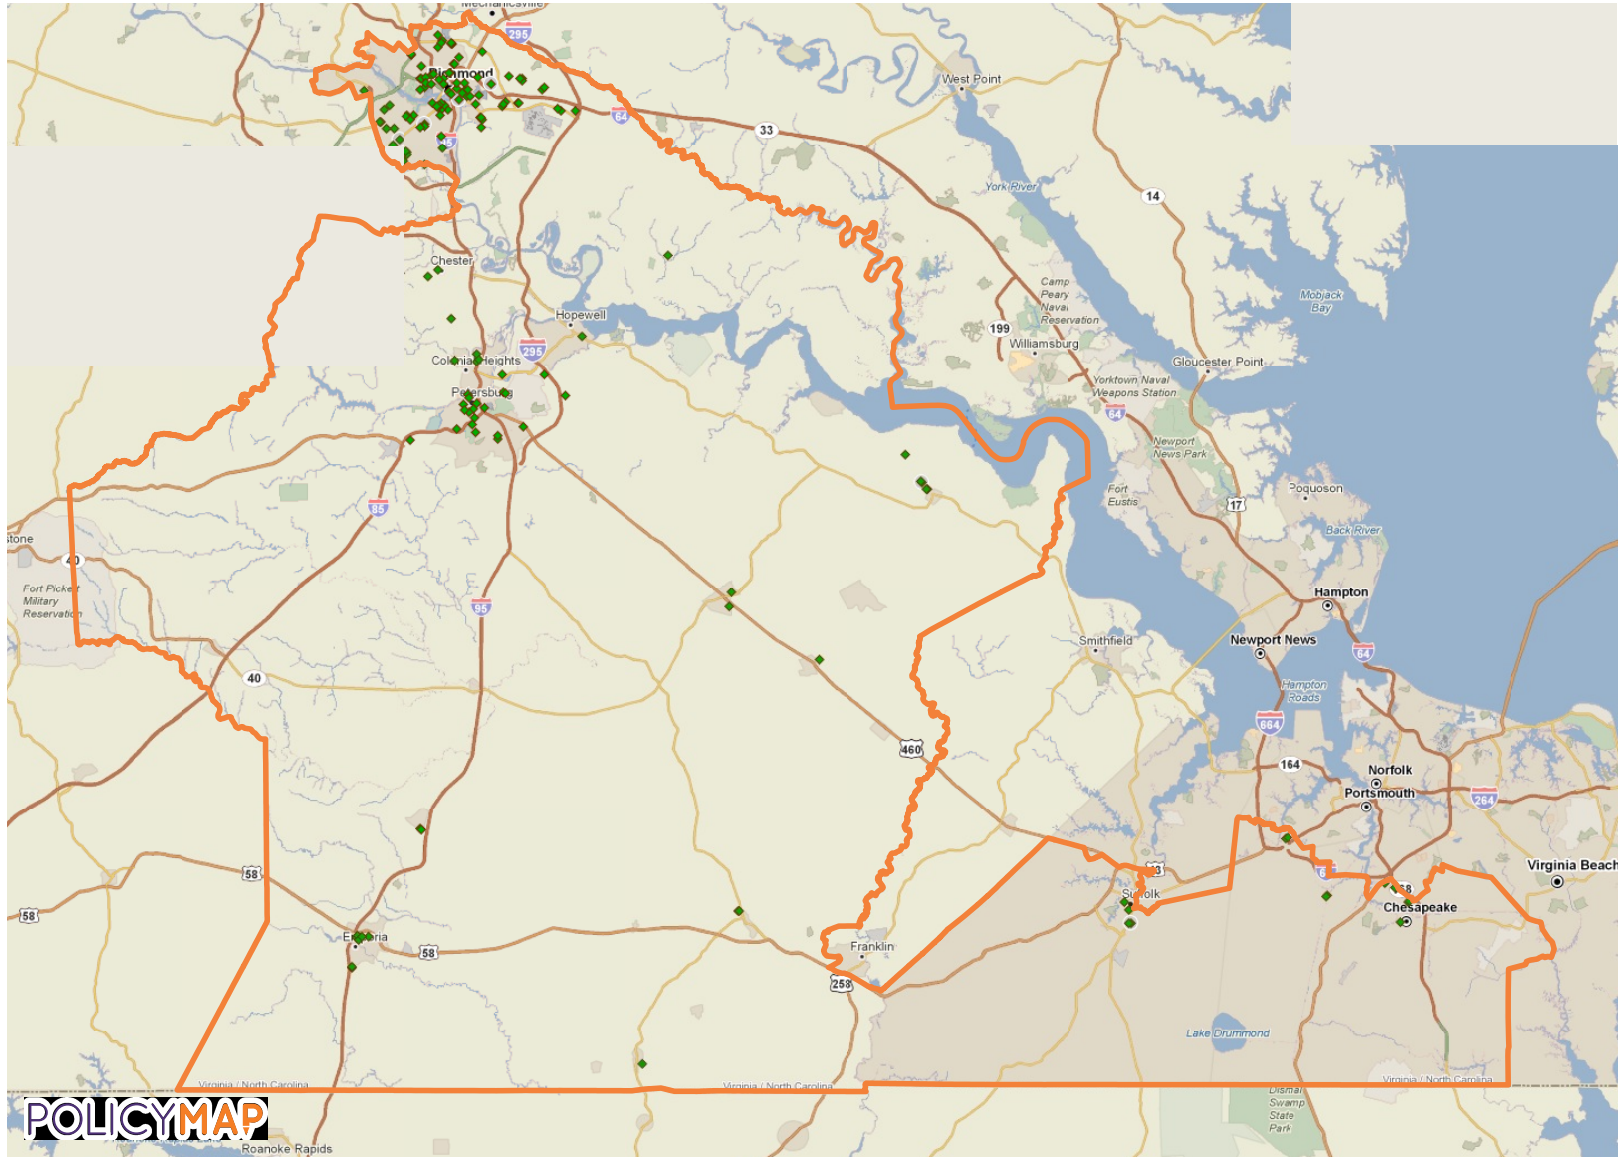 Mechanicsville
295
Richmond
West Point
64
33
95
York River
14
Chester
Camp
Peary
Naval
Reservation
Mobjack
Bay
Hopewell
199
Williamsburg
295
Colonial Heights
Gloucester Point
Petersburg
Yorktown Naval
Weapons Station
64
Newport
News Park
Fort
Eustis
Poquoson
85
17
Back River
stone
40
Fort Pickett
Military
Reservation
Hampton
95
Newport News
Smithfield
64
40
Hampton
Roads
664
460
164
Norfolk
Portsmouth
264
58
Virginia Beach
Suffolk
58
Chesapeake
Emporia
58
Franklin
258
Lake Drummond
Virginia / North Carolina
Virginia / North Carolina
Virginia / North Carolina
Dismal
Swamp
State
Park
POLICYMAP
Roanoke Rapids